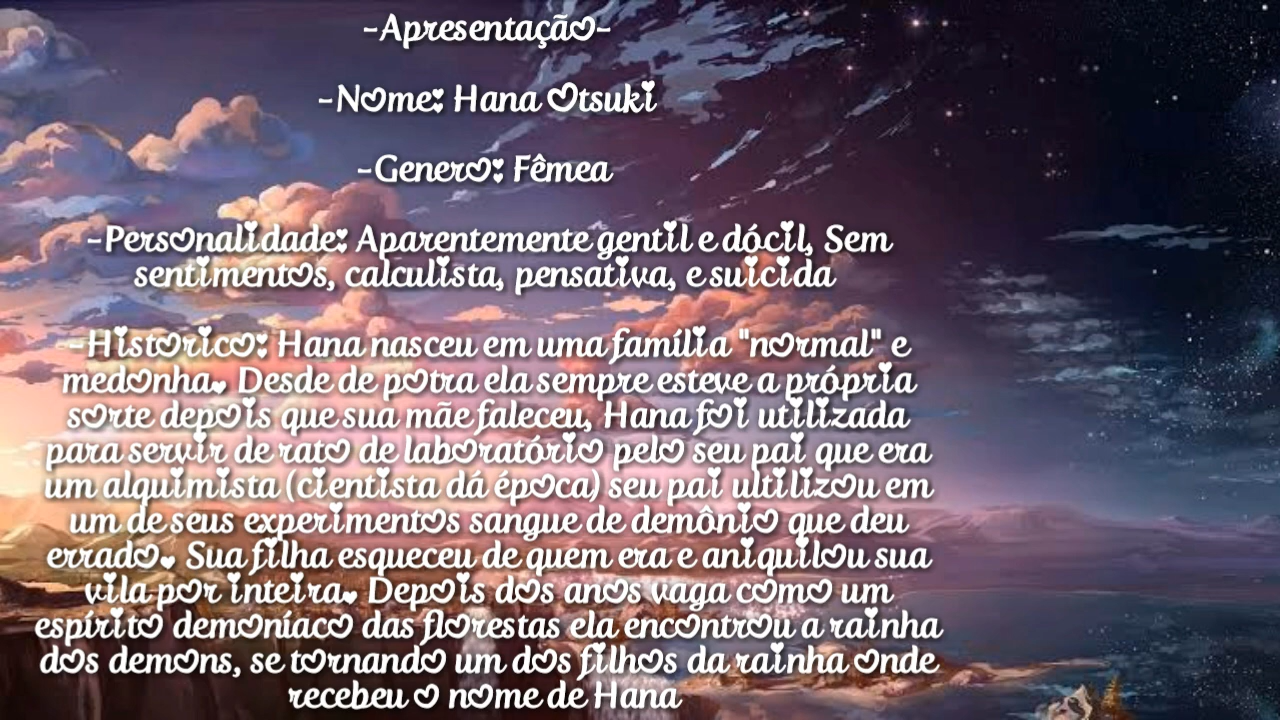 -Apresentação-
-Nome: Hana Otsuki
-Genero: Fêmea
-Personalidade: Aparentemente gentil e dócil, Sem
sentimentos, calculista, pensativa, e suicida
-Historico: Hana nasceu em uma família "normal" e
medonha. Desde de potra ela sempre esteve a própria
sorte depois que sua mãe faleceu, Hana foi utilizada
para servir de rato de laboratório pelo seu pai que era
um alquimista (cientista dá época) seu pai ultilizou em
um de seus experimentos sangue de demônio que deu
errado. Sua filha esqueceu de quem era e aniquilou sua
vila por inteira. Depois dos anos vaga como um
espírito demoníaco das florestas ela encontrou a rainha
dos demons, se tornando um dos filhos da rainha onde
recebeu o nome de Hana